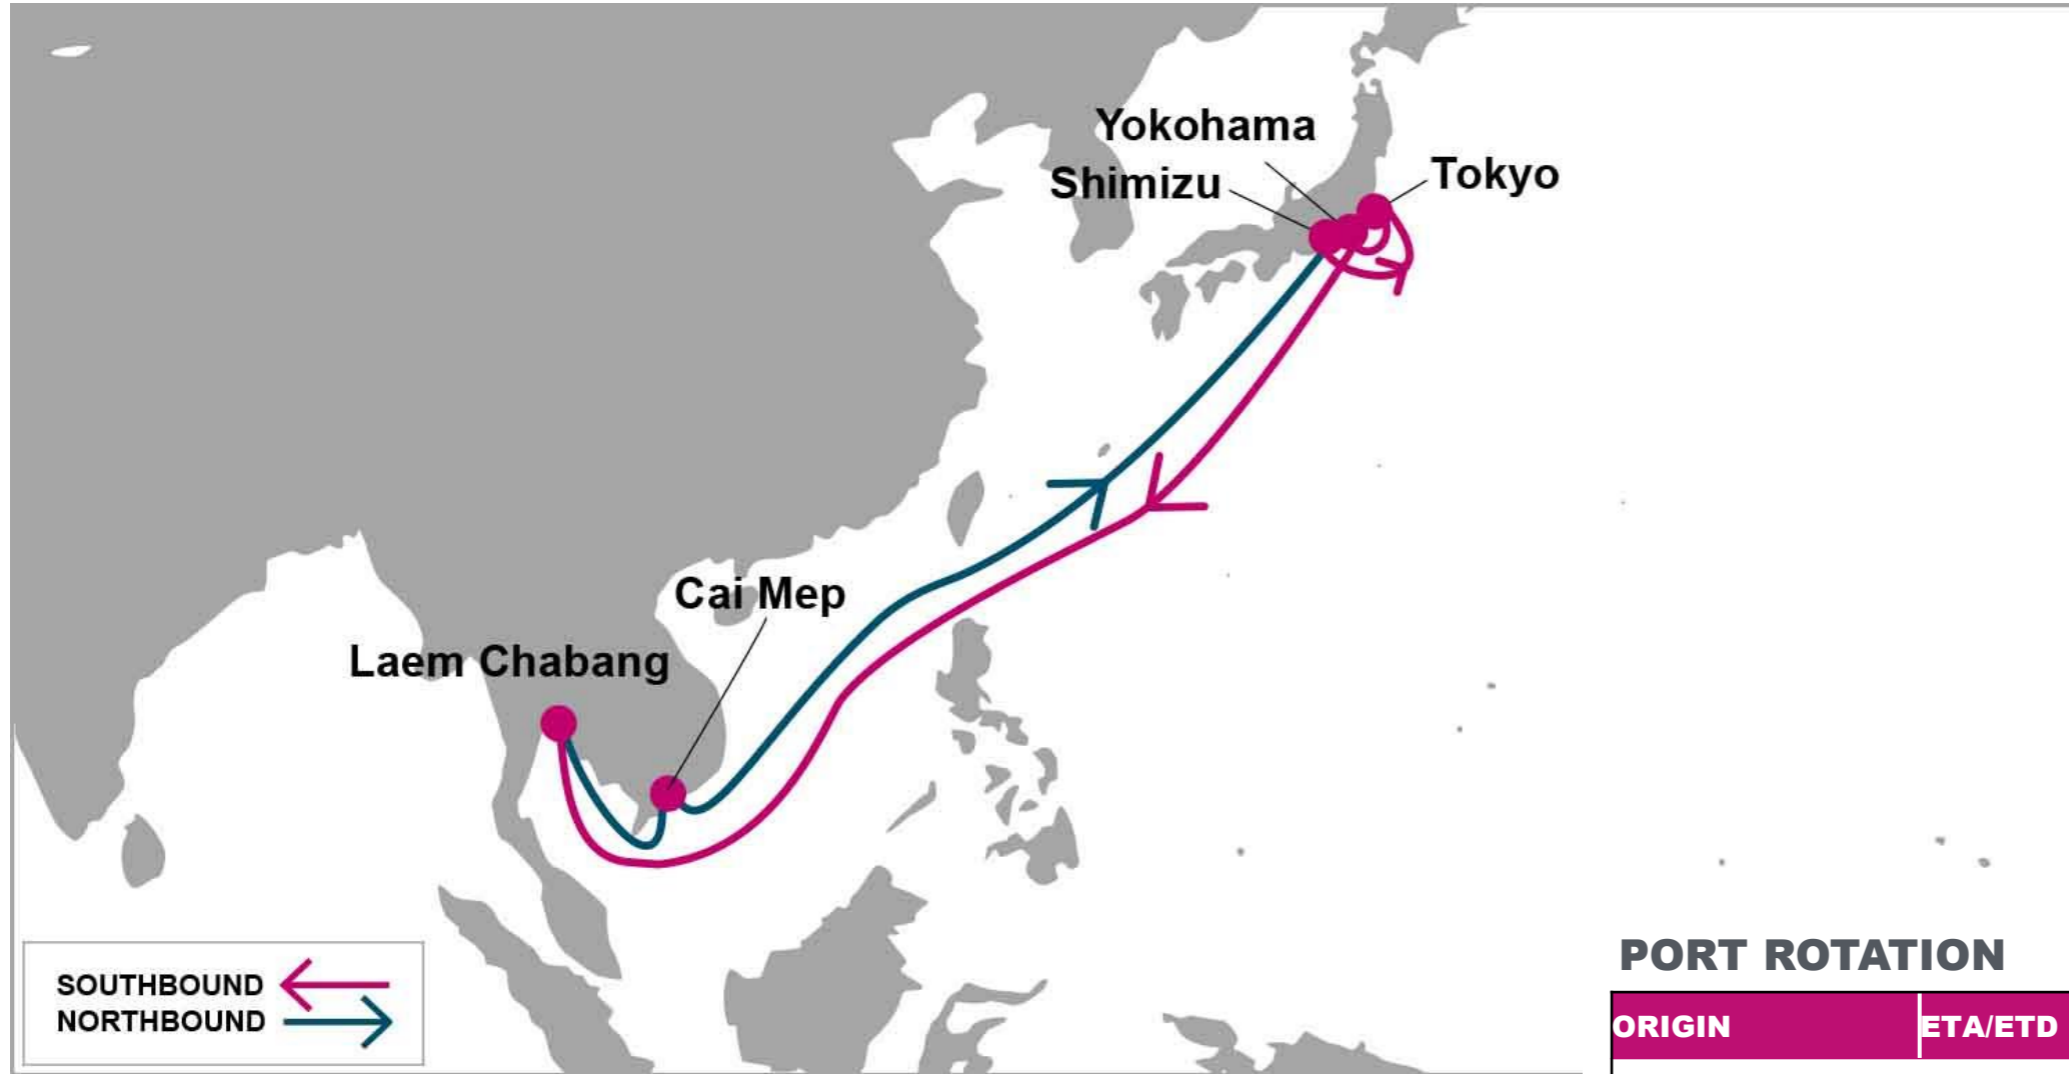 Yokohama
Shimizu
Tokyo
Cai Mep
Laem Chabang
SOUTHBOUND
NORTHBOUND
PORT ROTATION
ORIGIN ETA/ETD